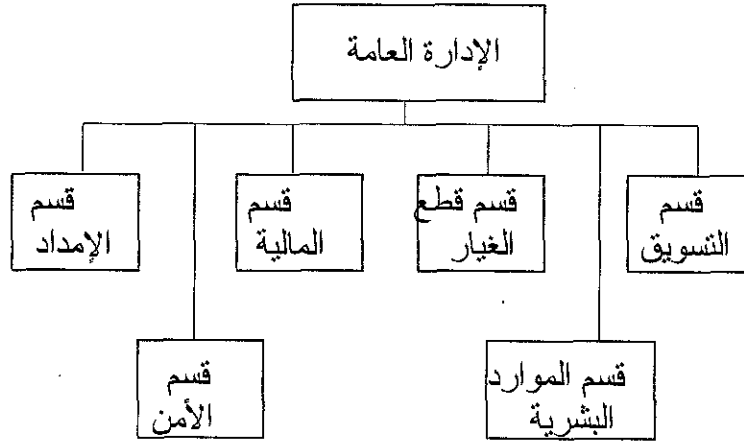 الإدارة العامة
قسم
التسويق
قسم قطع
الغيار
قسم
المالية
قسم
الإمداد
قسم الموارد
البشرية
قسم
الأمن